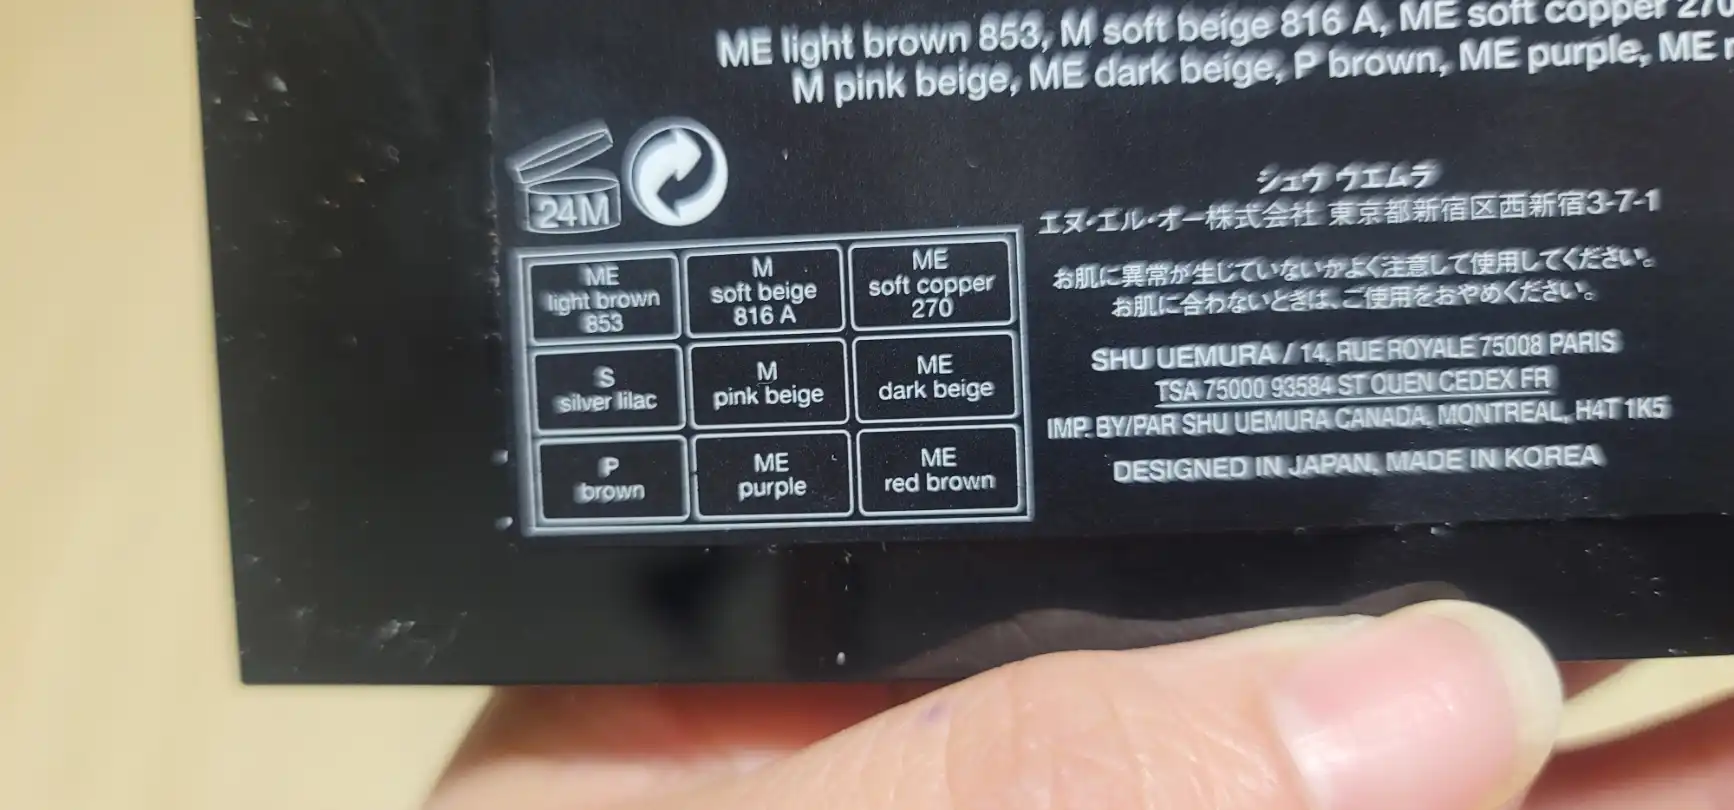 ME light brown 853, M soft beige 816 A, ME soft copper 270
M pink beige, ME dark beige, P brown, ME purple, ME
24M
ME
light brown
853
M
soft beige
816 A
ME
soft copper
270
S
silver lilac
M
pink beige
ME
dark beige
P
brown
ME
purple
ME
red brown
シュウ ウエムラ
エヌ・エル・オー株式会社 東京都新宿区西新宿3-7-1
お肌に異常が生じていないかよく注意して使用してください。
お肌に合わないときは、ご使用をおやめください。
SHU UEMURA / 14, RUE ROYALE 75008 PARIS
TSA 75000 93584 ST OUEN CEDEX FR
IMP. BY/PAR SHU UEMURA CANADA, MONTREAL, H4T 1K5
DESIGNED IN JAPAN, MADE IN KOREA